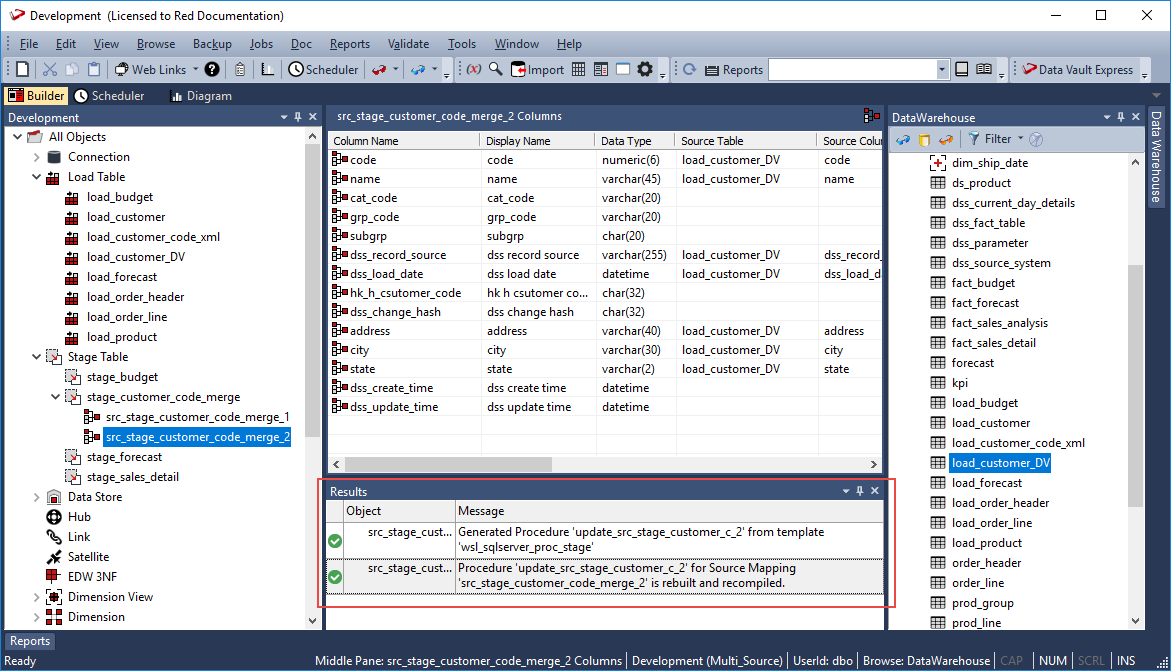 Development (Licensed to Red Documentation)
File Edit View Browse Backup Jobs Doc Reports Validate Tools Window Help
Web Links Scheduler (x) Import Reports Data Vault Express
Builder Scheduler Diagram
Development
All Objects
Connection
Load Table
load_budget
load_customer
load_customer_code_xml
load_customer_DV
load_forecast
load_order_header
load_order_line
load_product
Stage Table
stage_budget
stage_customer_code_merge
src_stage_customer_code_merge_1
src_stage_customer_code_merge_2
stage_forecast
stage_sales_detail
Data Store
Hub
Link
Satellite
EDW 3NF
Dimension View
Dimension
src_stage_customer_code_merge_2 Columns
Column Name Display Name Data Type Source Table Source Colu
code code numeric(6) load_customer_DV code
name name varchar(45) load_customer_DV name
cat_code cat_code varchar(20)
grp_code grp_code varchar(20)
subgrp subgrp char(20)
dss_record_source dss record source varchar(255) load_customer_DV dss_record_
dss_load_date dss load date datetime load_customer_DV dss_load_d
hk_h_csutomer_code hk h csutomer co... char(32)
dss_change_hash dss change hash char(32)
address address varchar(40) load_customer_DV address
city city varchar(30) load_customer_DV city
state state varchar(2) load_customer_DV state
dss_create_time dss create time datetime
dss_update_time dss update time datetime
Results
Object Message
src_stage_cust... Generated Procedure 'update_src_stage_customer_c_2' from template
'wsl_sqlserver_proc_stage'
src_stage_cust... Procedure 'update_src_stage_customer_c_2' for Source Mapping
'src_stage_customer_code_merge_2' is rebuilt and recompiled.
DataWarehouse
Filter
dim_ship_date
ds_product
dss_current_day_details
dss_fact_table
dss_parameter
dss_source_system
fact_budget
fact_forecast
fact_sales_analysis
fact_sales_detail
forecast
kpi
load_budget
load_customer
load_customer_code_xml
load_customer_DV
load_forecast
load_order_header
load_order_line
load_product
order_header
order_line
prod_group
prod_line
Data Warehouse
Reports
Ready Middle Pane: src_stage_customer_code_merge_2 Columns Development (Multi_Source) UserId: dbo Browse: DataWarehouse CAP NUM SCRL INS